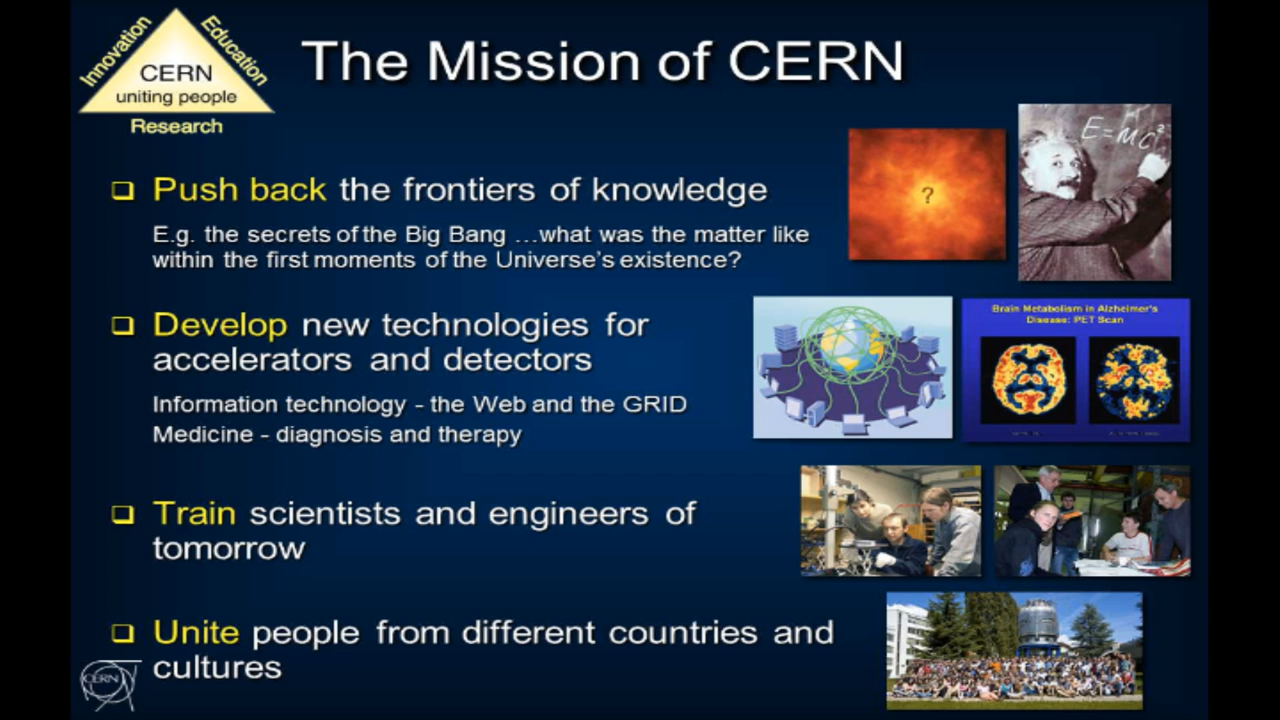 Innovation
Education
CERN
uniting people
Research
The Mission of CERN
E=MC²
?
Push back the frontiers of knowledge
E.g. the secrets of the Big Bang ...what was the matter like
within the first moments of the Universe's existence?
Develop new technologies for
accelerators and detectors
Information technology - the Web and the GRID
Medicine - diagnosis and therapy
Brain Metabolism in Alzheimer's
Disease: PET Scan
Train scientists and engineers of
tomorrow
Unite people from different countries and
cultures
CERN